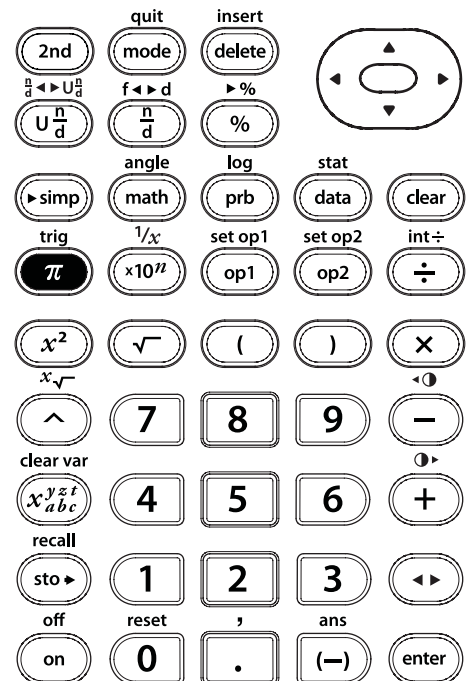 quit insert
2nd mode delete
n/d ◄► U n/d f◄►d ►%
U n/d n/d %
angle log stat
►simp math prb data clear
trig 1/x set op1 set op2 int÷
π ×10ⁿ op1 op2 ÷
x² √ ( ) ×
x√ ◄◑
^ 7 8 9 −
clear var ◑►
x y z t a b c 4 5 6 +
recall
sto► 1 2 3 ◄►
off reset , ans
on 0 . (−) enter